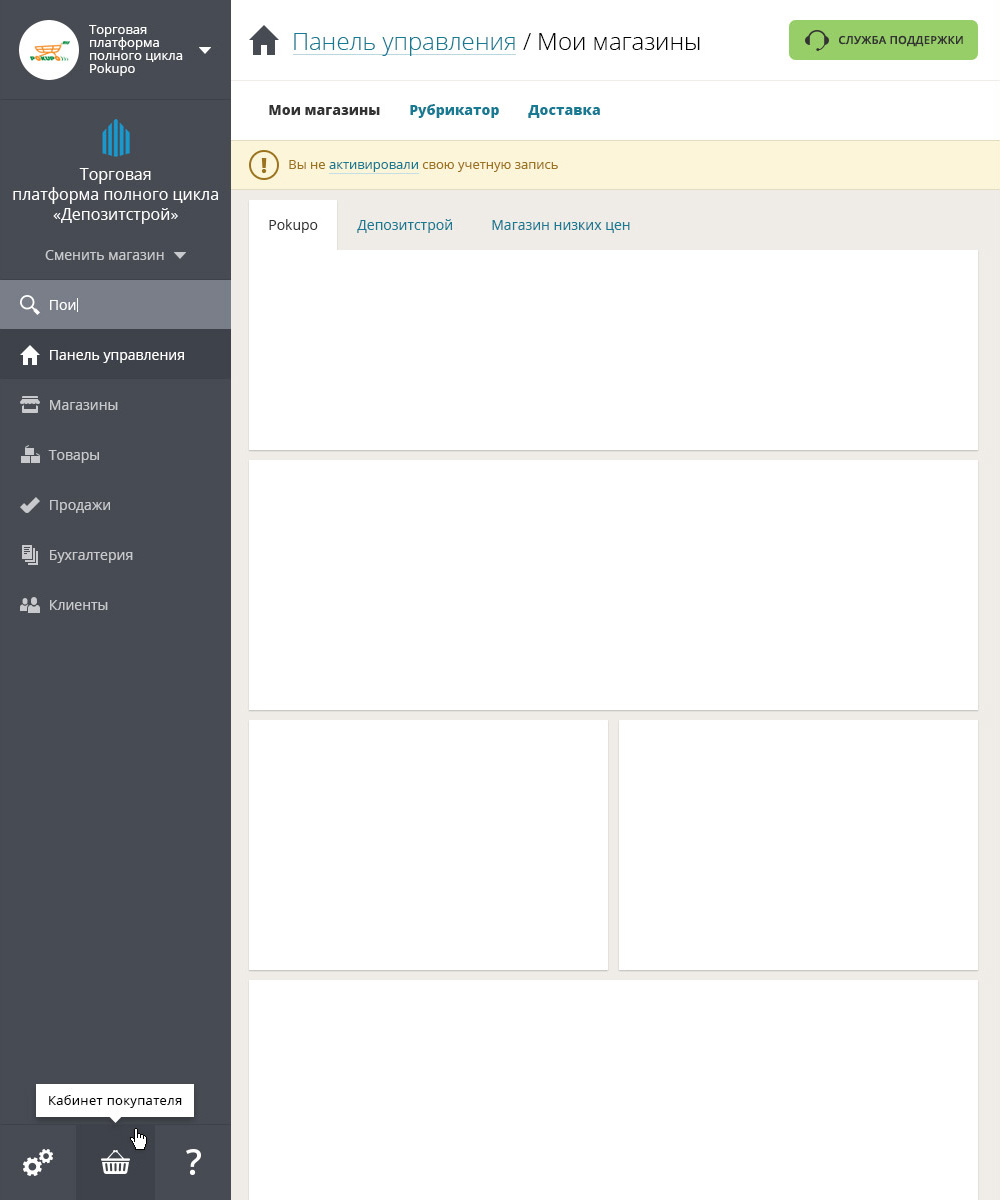 Торговая
платформа
полного цикла
Pokupo
POKUPO
Торговая
платформа полного цикла
«Депозитстрой»
Сменить магазин
Пои
Панель управления
Магазины
Товары
Продажи
Бухгалтерия
Клиенты
Кабинет покупателя
?
Панель управления / Мои магазины
СЛУЖБА ПОДДЕРЖКИ
Мои магазины Рубрикатор Доставка
Вы не активировали свою учетную запись
Pokupo Депозитстрой Магазин низких цен